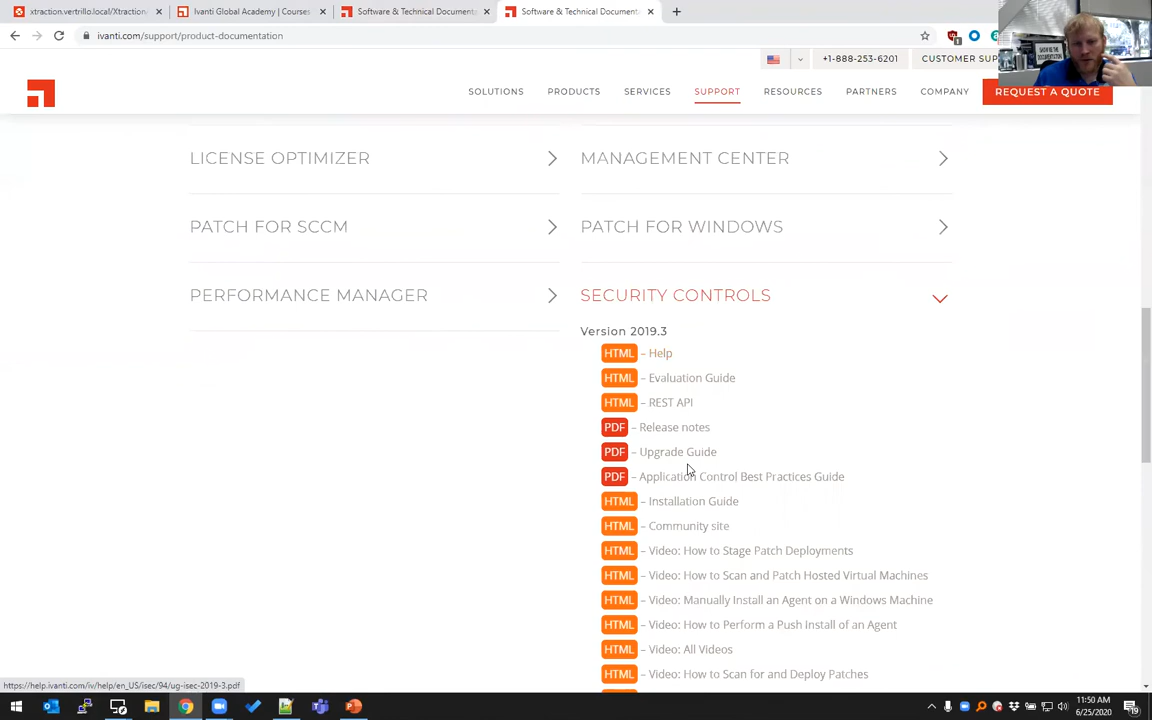 xtraction.vertrillo.local/Xtraction
Ivanti Global Academy | Courses
Software & Technical Document
Software & Technical Document
ivanti.com/support/product-documentation
+1-888-253-6201
CUSTOMER SUP
SOLUTIONS
PRODUCTS
SERVICES
SUPPORT
RESOURCES
PARTNERS
COMPANY
REQUEST A QUOTE
LICENSE OPTIMIZER
MANAGEMENT CENTER
PATCH FOR SCCM
PATCH FOR WINDOWS
PERFORMANCE MANAGER
SECURITY CONTROLS
Version 2019.3
HTML – Help
HTML – Evaluation Guide
HTML – REST API
PDF – Release notes
PDF – Upgrade Guide
PDF – Application Control Best Practices Guide
HTML – Installation Guide
HTML – Community site
HTML – Video: How to Stage Patch Deployments
HTML – Video: How to Scan and Patch Hosted Virtual Machines
HTML – Video: Manually Install an Agent on a Windows Machine
HTML – Video: How to Perform a Push Install of an Agent
HTML – Video: All Videos
HTML – Video: How to Scan for and Deploy Patches
https://help.ivanti.com/iv/help/en_US/isec/94/ug-isec-2019-3.pdf
11:50 AM
6/25/2020